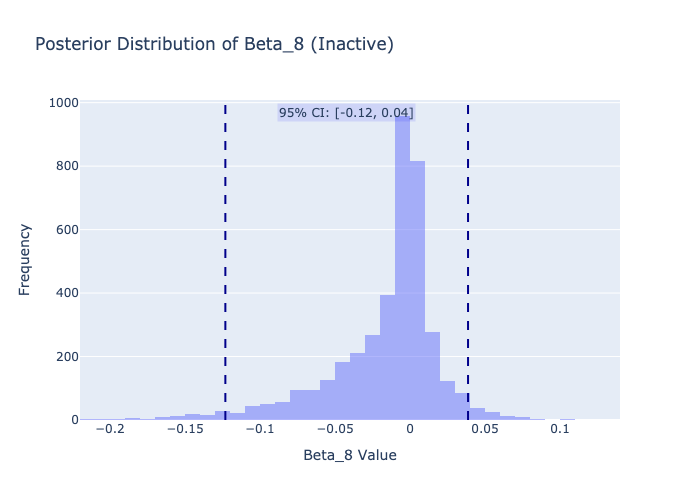 Posterior Distribution of Beta_8 (Inactive)
95% CI: [-0.12, 0.04]
1000
800
600
400
200
0
Frequency
−0.2 −0.15 −0.1 −0.05 0 0.05 0.1
Beta_8 Value